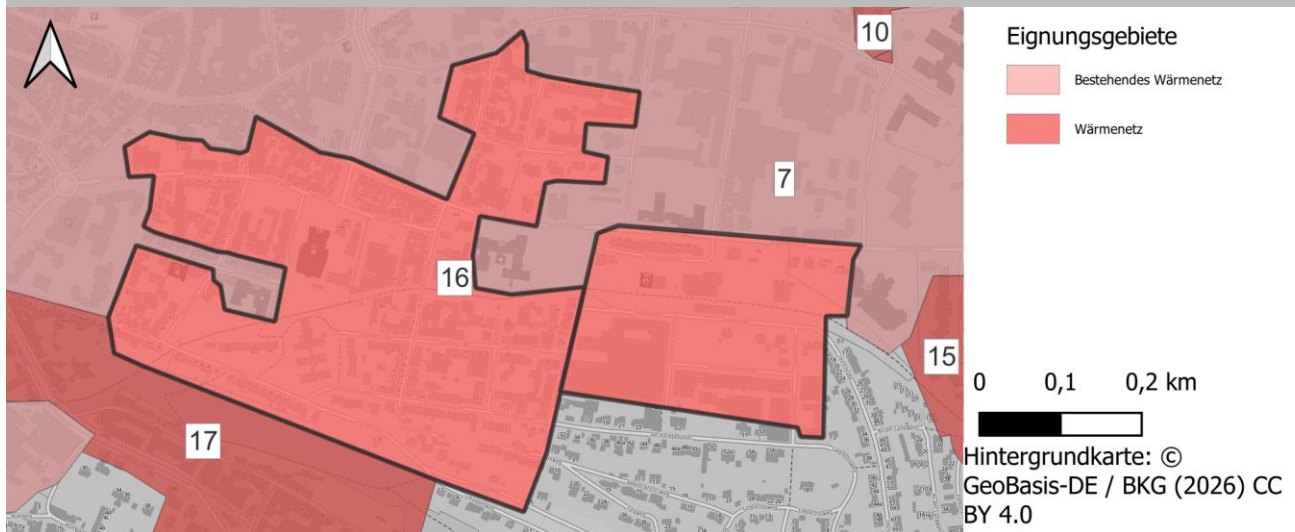 10
7
16
15
17
Eignungsgebiete
Bestehendes Wärmenetz
Wärmenetz
0 0,1 0,2 km
Hintergrundkarte: ©
GeoBasis-DE / BKG (2026) CC
BY 4.0